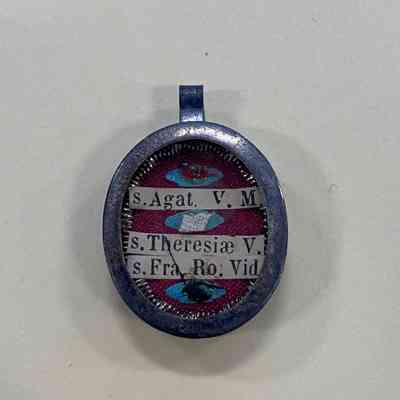 s. Agat. V. M
s. Theresiæ V.
s. Fra. Ro. Vid